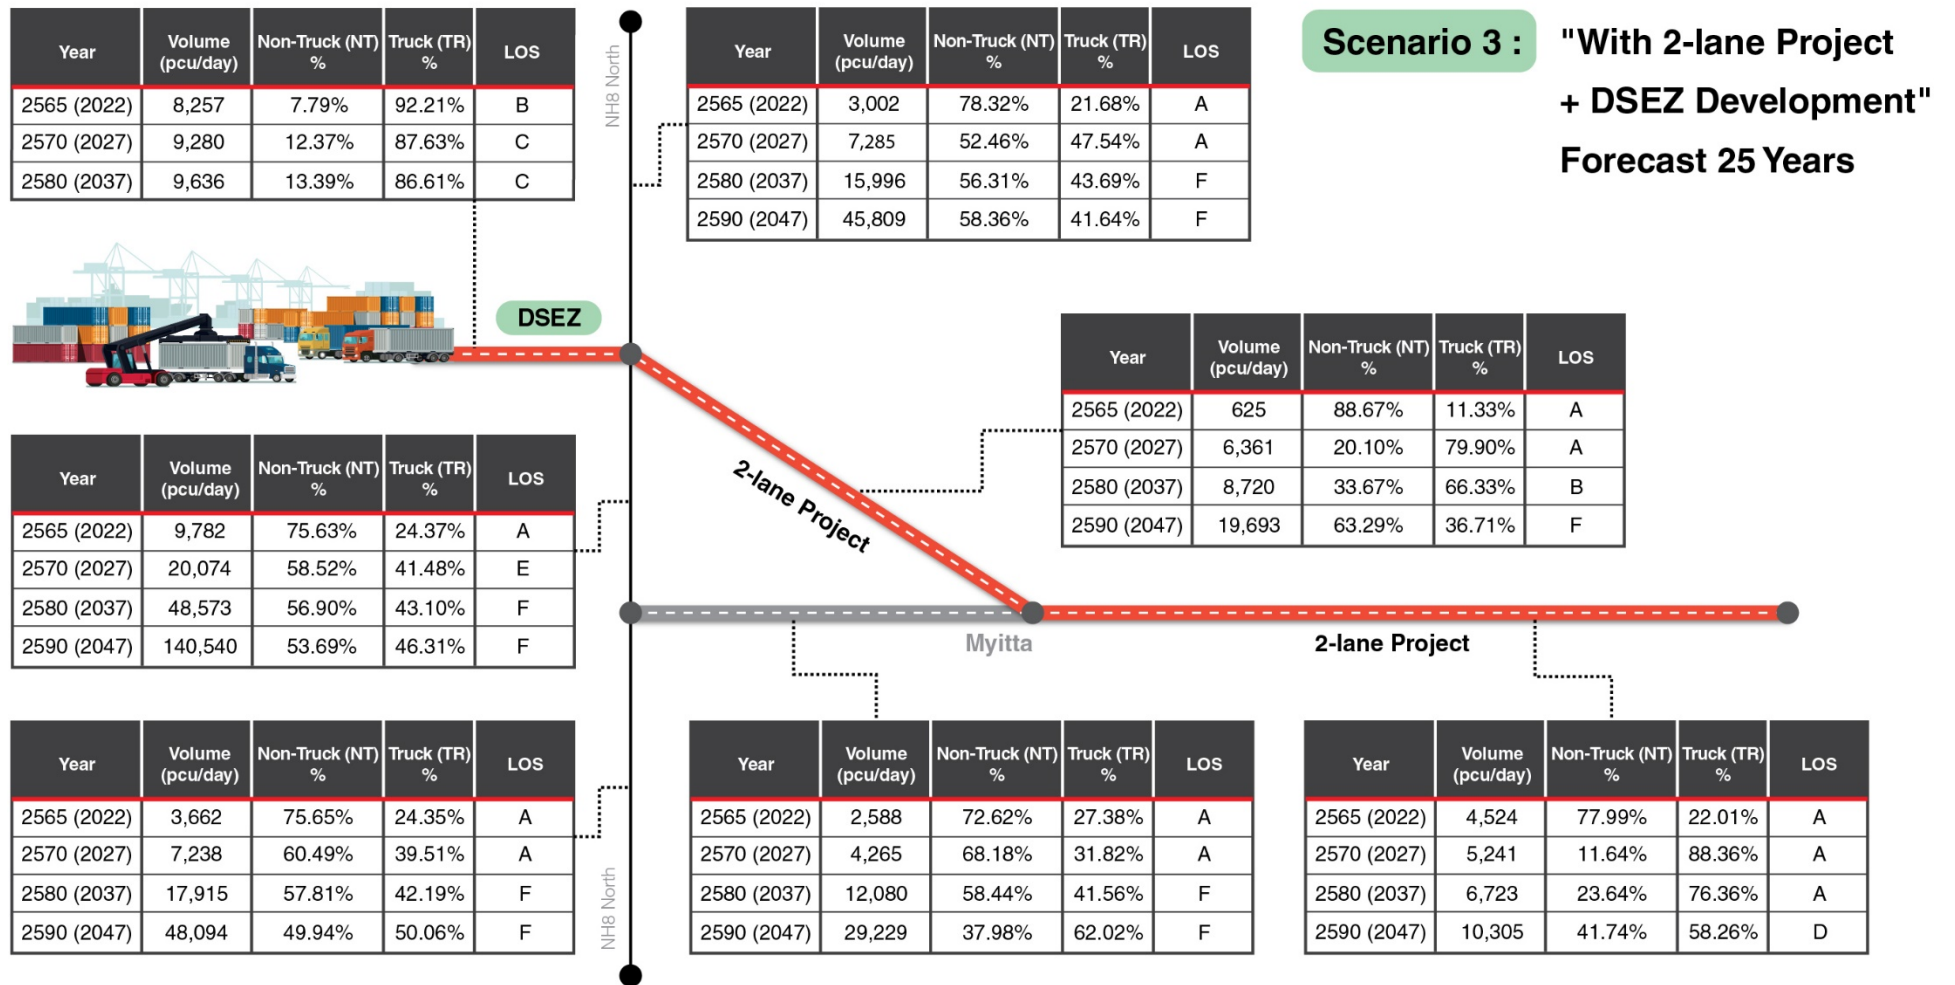 Scenario 3 :
"With 2-lane Project
+ DSEZ Development"
Forecast 25 Years
Year Volume (pcu/day) Non-Truck (NT) % Truck (TR) % LOS
2565 (2022) 8,257 7.79% 92.21% B
2570 (2027) 9,280 12.37% 87.63% C
2580 (2037) 9,636 13.39% 86.61% C
NH8 North
Year Volume (pcu/day) Non-Truck (NT) % Truck (TR) % LOS
2565 (2022) 3,002 78.32% 21.68% A
2570 (2027) 7,285 52.46% 47.54% A
2580 (2037) 15,996 56.31% 43.69% F
2590 (2047) 45,809 58.36% 41.64% F
DSEZ
Year Volume (pcu/day) Non-Truck (NT) % Truck (TR) % LOS
2565 (2022) 625 88.67% 11.33% A
2570 (2027) 6,361 20.10% 79.90% A
2580 (2037) 8,720 33.67% 66.33% B
2590 (2047) 19,693 63.29% 36.71% F
2-lane Project
Year Volume (pcu/day) Non-Truck (NT) % Truck (TR) % LOS
2565 (2022) 9,782 75.63% 24.37% A
2570 (2027) 20,074 58.52% 41.48% E
2580 (2037) 48,573 56.90% 43.10% F
2590 (2047) 140,540 53.69% 46.31% F
Myitta
2-lane Project
Year Volume (pcu/day) Non-Truck (NT) % Truck (TR) % LOS
2565 (2022) 3,662 75.65% 24.35% A
2570 (2027) 7,238 60.49% 39.51% A
2580 (2037) 17,915 57.81% 42.19% F
2590 (2047) 48,094 49.94% 50.06% F
NH8 North
Year Volume (pcu/day) Non-Truck (NT) % Truck (TR) % LOS
2565 (2022) 2,588 72.62% 27.38% A
2570 (2027) 4,265 68.18% 31.82% A
2580 (2037) 12,080 58.44% 41.56% F
2590 (2047) 29,229 37.98% 62.02% F
Year Volume (pcu/day) Non-Truck (NT) % Truck (TR) % LOS
2565 (2022) 4,524 77.99% 22.01% A
2570 (2027) 5,241 11.64% 88.36% A
2580 (2037) 6,723 23.64% 76.36% A
2590 (2047) 10,305 41.74% 58.26% D